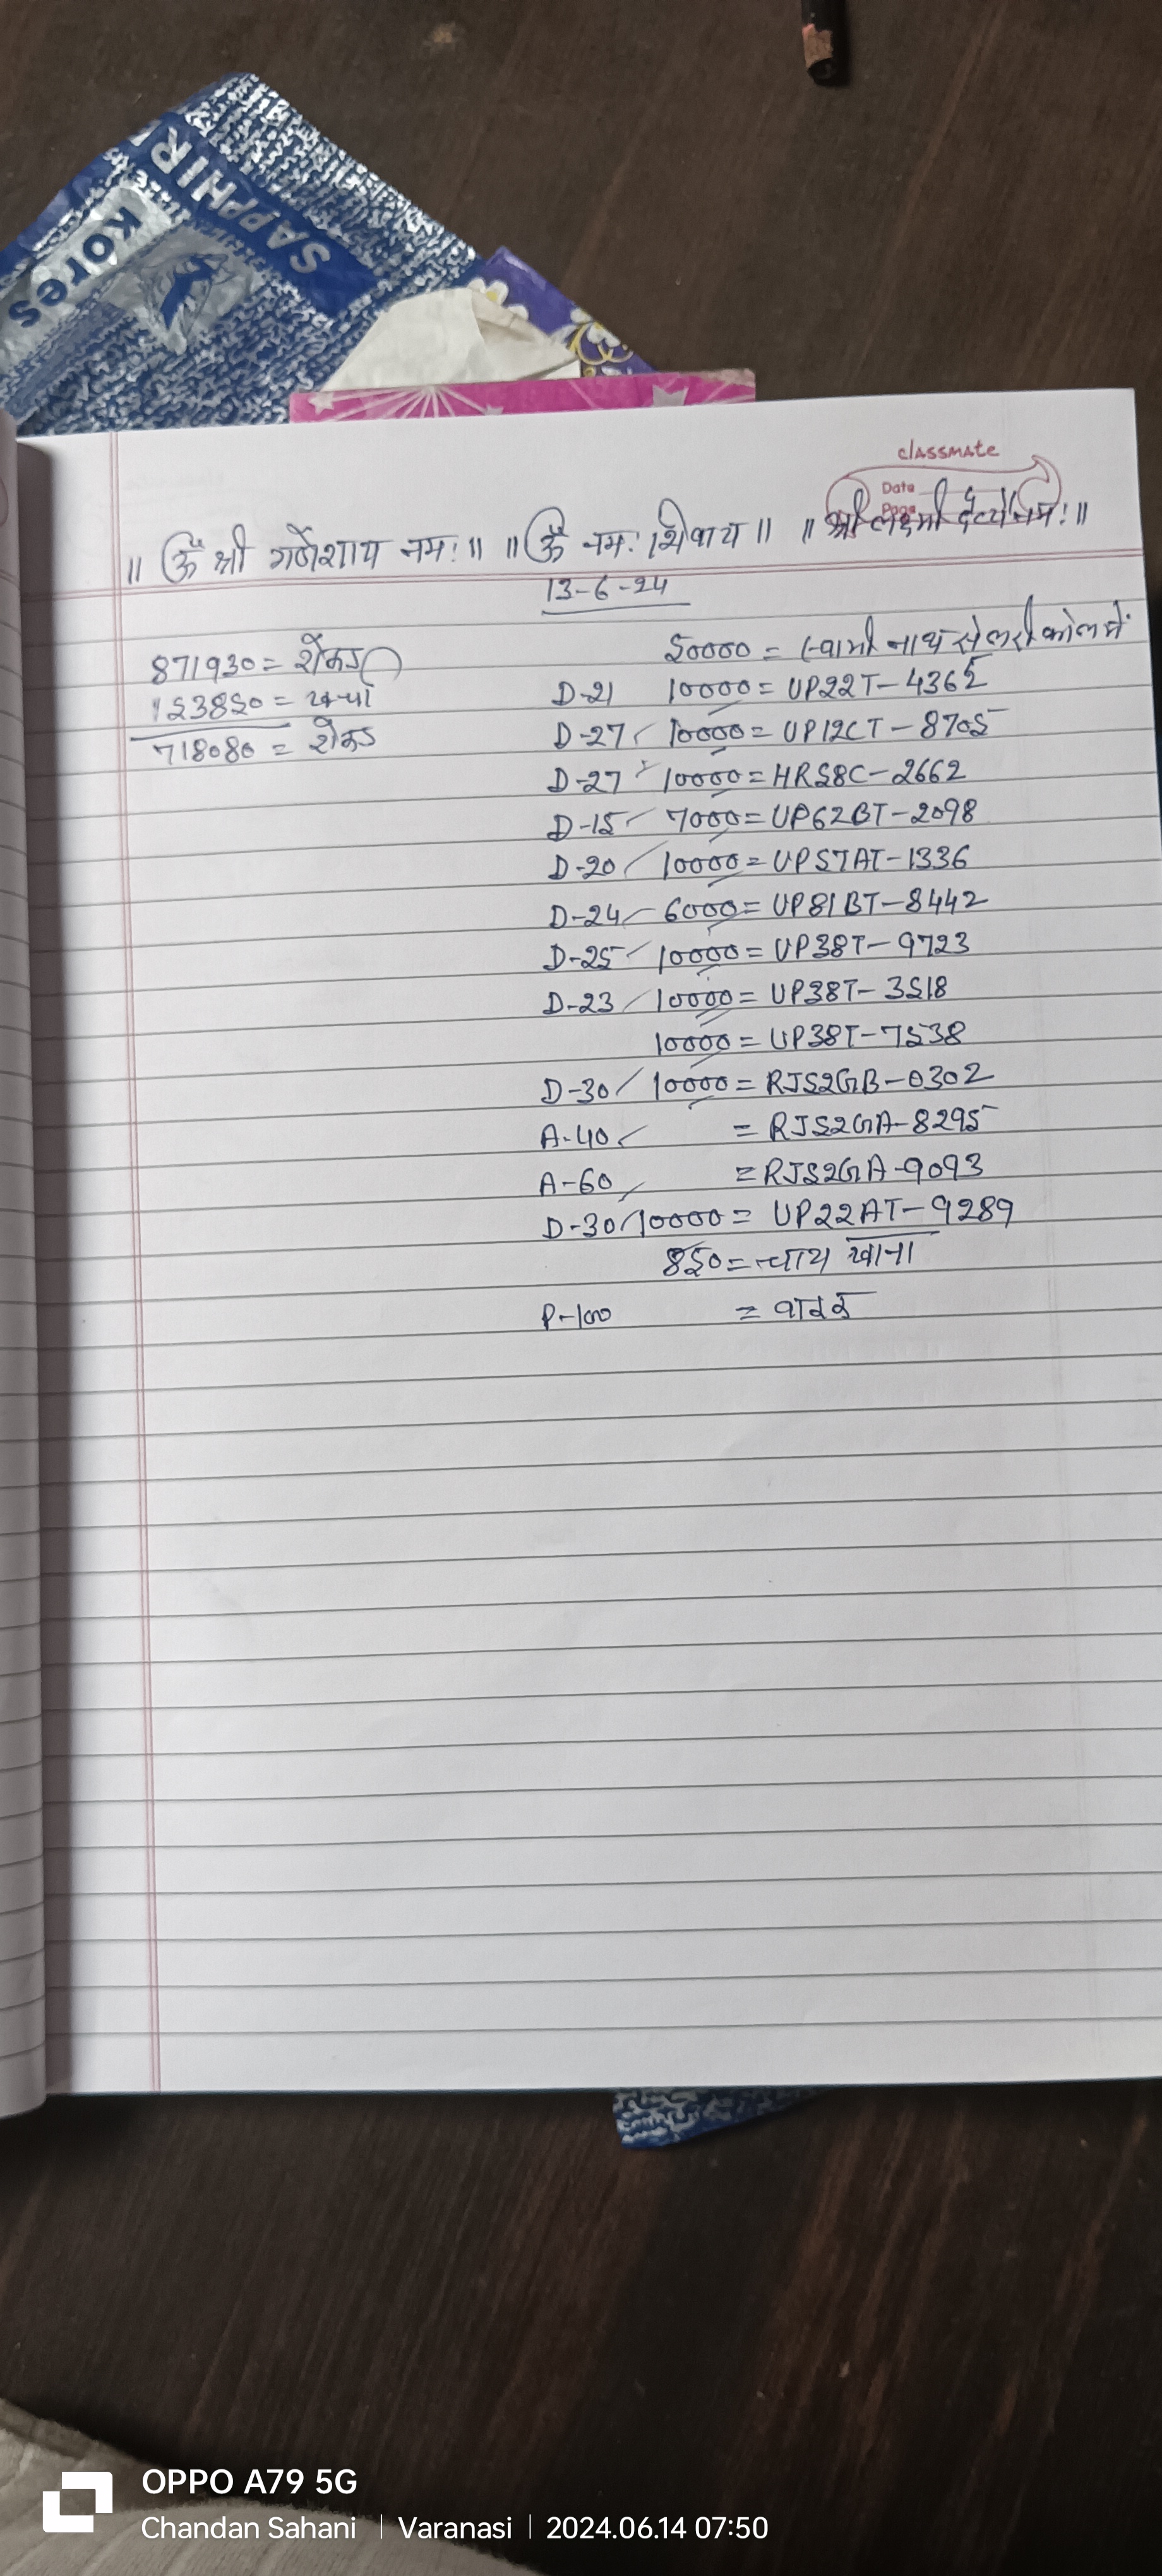 SAPPHIR
Kores
classmate
Date
Page
॥ ॐ श्री गणेशाय नमः॥ ॥ ॐ नमः शिवाय ॥ ॥ श्री लक्ष्मी देव्यै नमः॥
13-6-24
871930 = रोकड़
153850 = खर्चा
718080 = रोकड़
50000 = स्वामी नाथ सेलरी कोल में
D-21 10000 = UP22T-4365
D-27 10000 = UP12CT-8705
D-27 10000 = HR58C-2662
D-15 7000 = UP62BT-2098
D-20 10000 = UP57AT-1336
D-24 6000 = UP81BT-8442
D-25 10000 = UP38T-9723
D-23 10000 = UP38T-3518
10000 = UP38T-7538
D-30 10000 = RJ52GB-0302
A-40 = RJ52GA-8295
A-60 = RJ52GA-9093
D-30 10000 = UP22AT-9289
850 = चाय खाना
P-100 =
OPPO A79 5G
Chandan Sahani | Varanasi | 2024.06.14 07:50